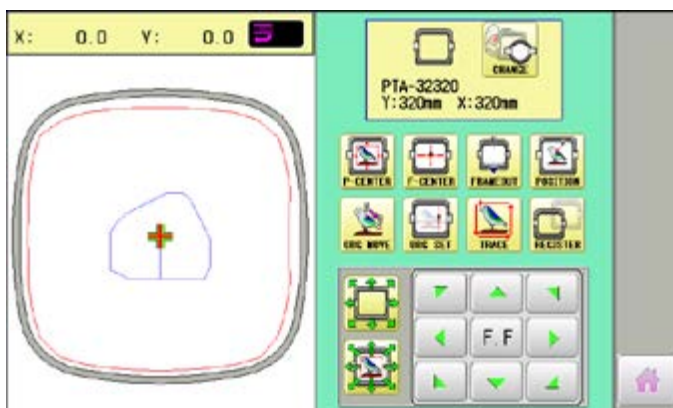 X: 0.0 Y: 0.0
CHANGE
PTA-32320
Y:320mm X:320mm
P-CENTER F-CENTER FRAMEOUT POSITION
ORG MOVE ORG SET TRACE REGISTER
F.F